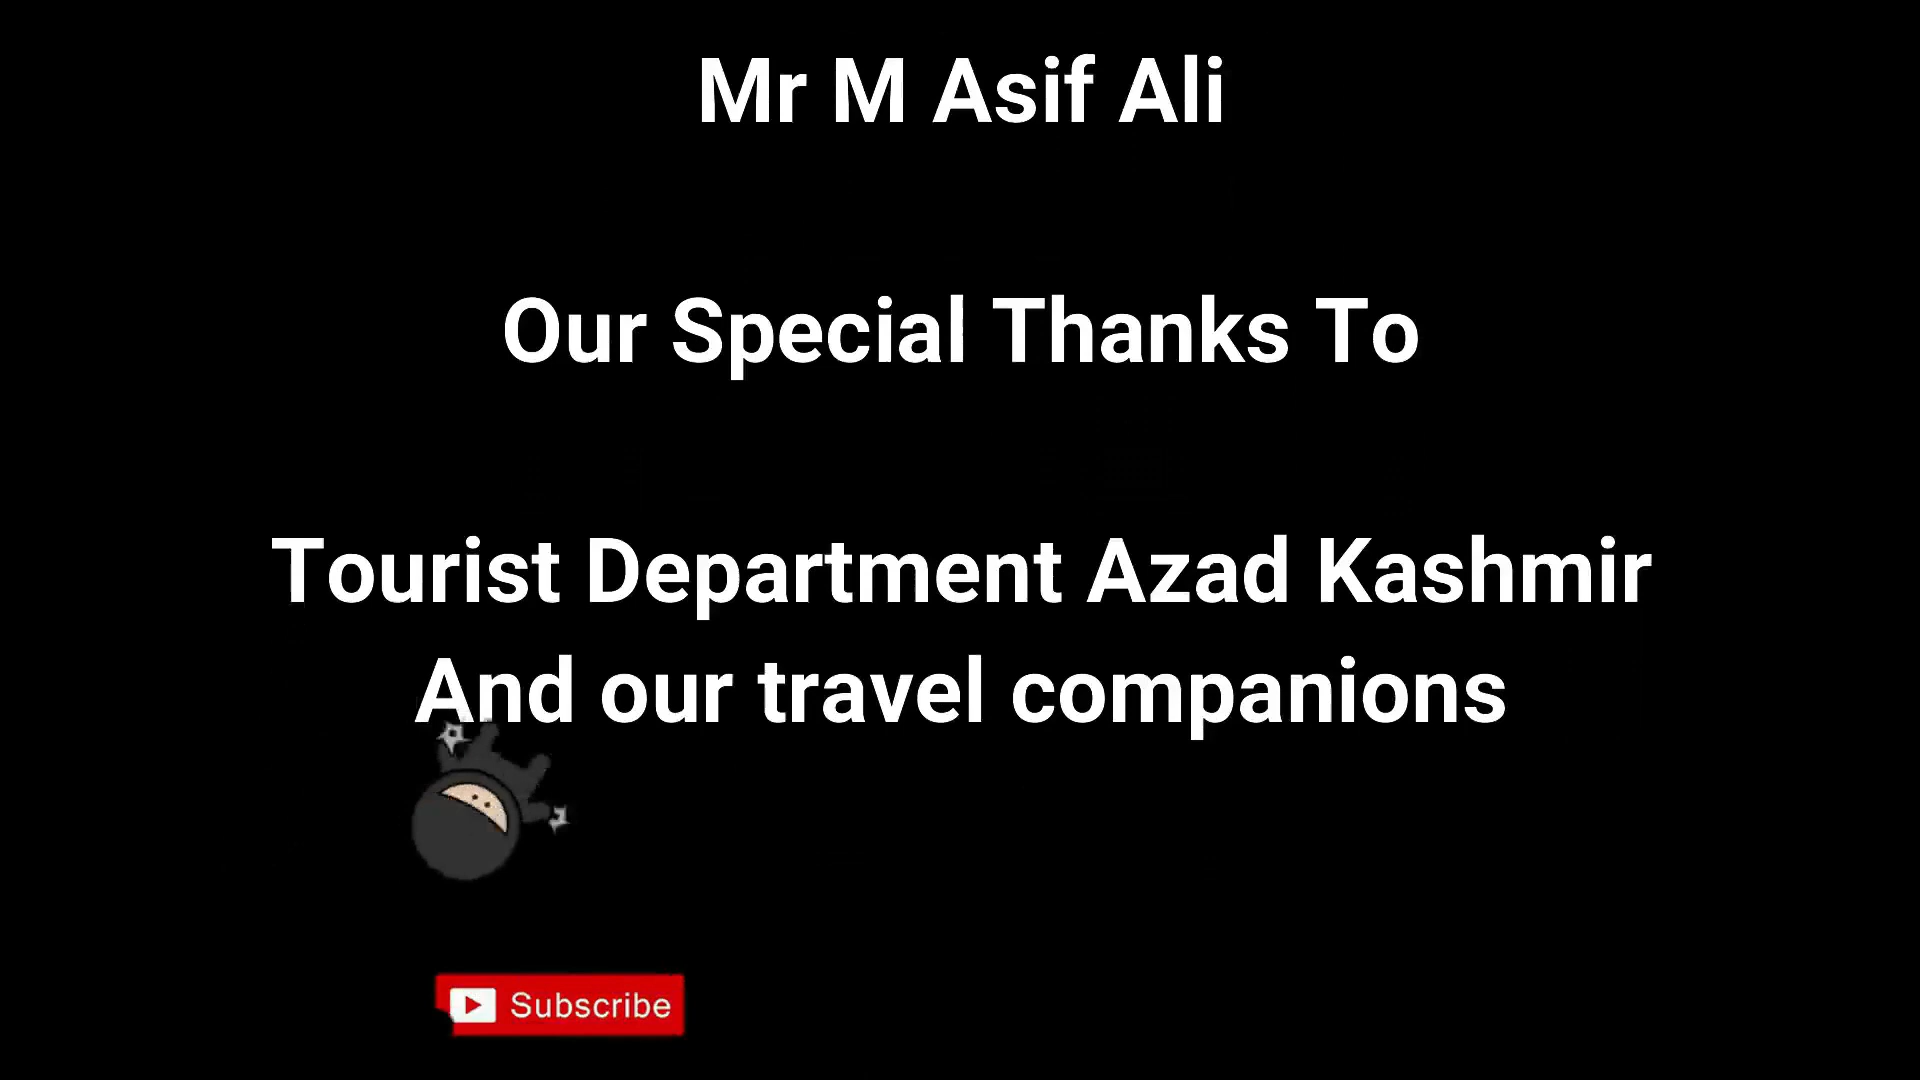 Mr M Asif Ali
Our Special Thanks To
Tourist Department Azad Kashmir
And our travel companions
Subscribe